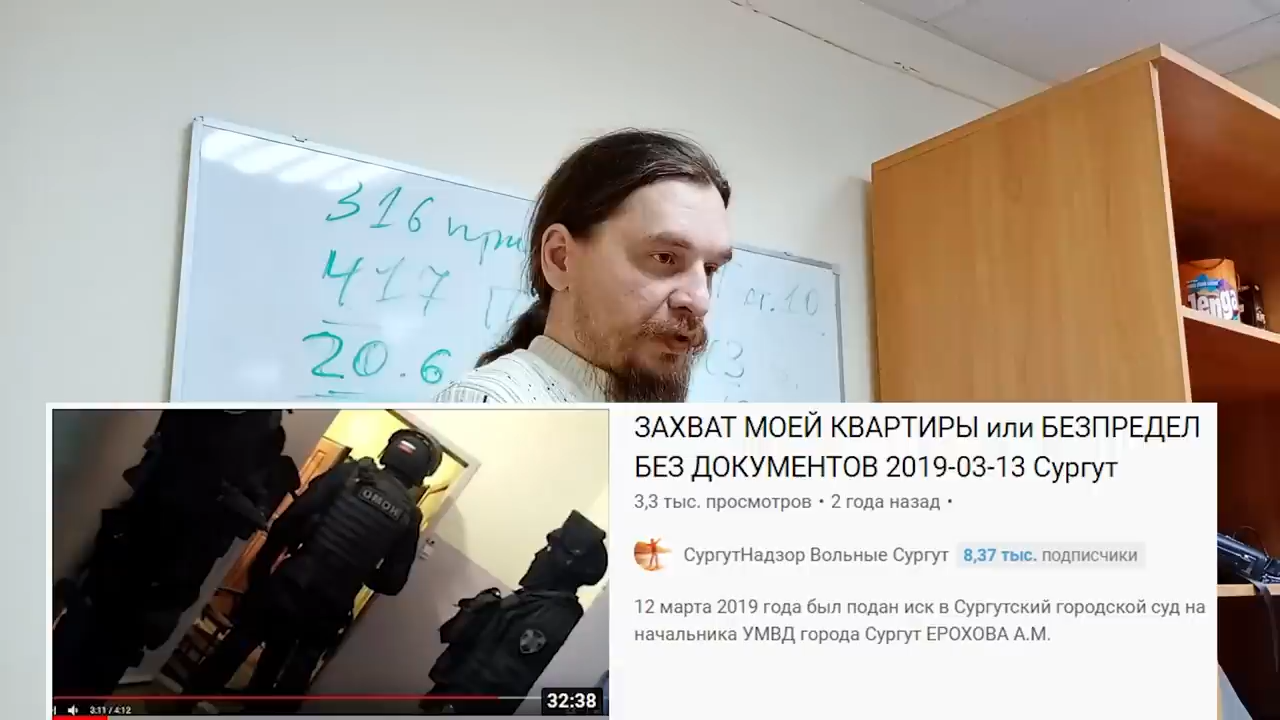 316 при
417
ст.10
20.6
Jenga
ЗАХВАТ МОЕЙ КВАРТИРЫ или БЕЗПРЕДЕЛ
БЕЗ ДОКУМЕНТОВ 2019-03-13 Сургут
3,3 тыс. просмотров • 2 года назад •
СургутНадзор Вольные Сургут 8,37 тыс. подписчики
12 марта 2019 года был подан иск в Сургутский городской суд на
начальника УМВД города Сургут ЕРОХОВА А.М.
ОМОН
3:11 / 4:12
32:38